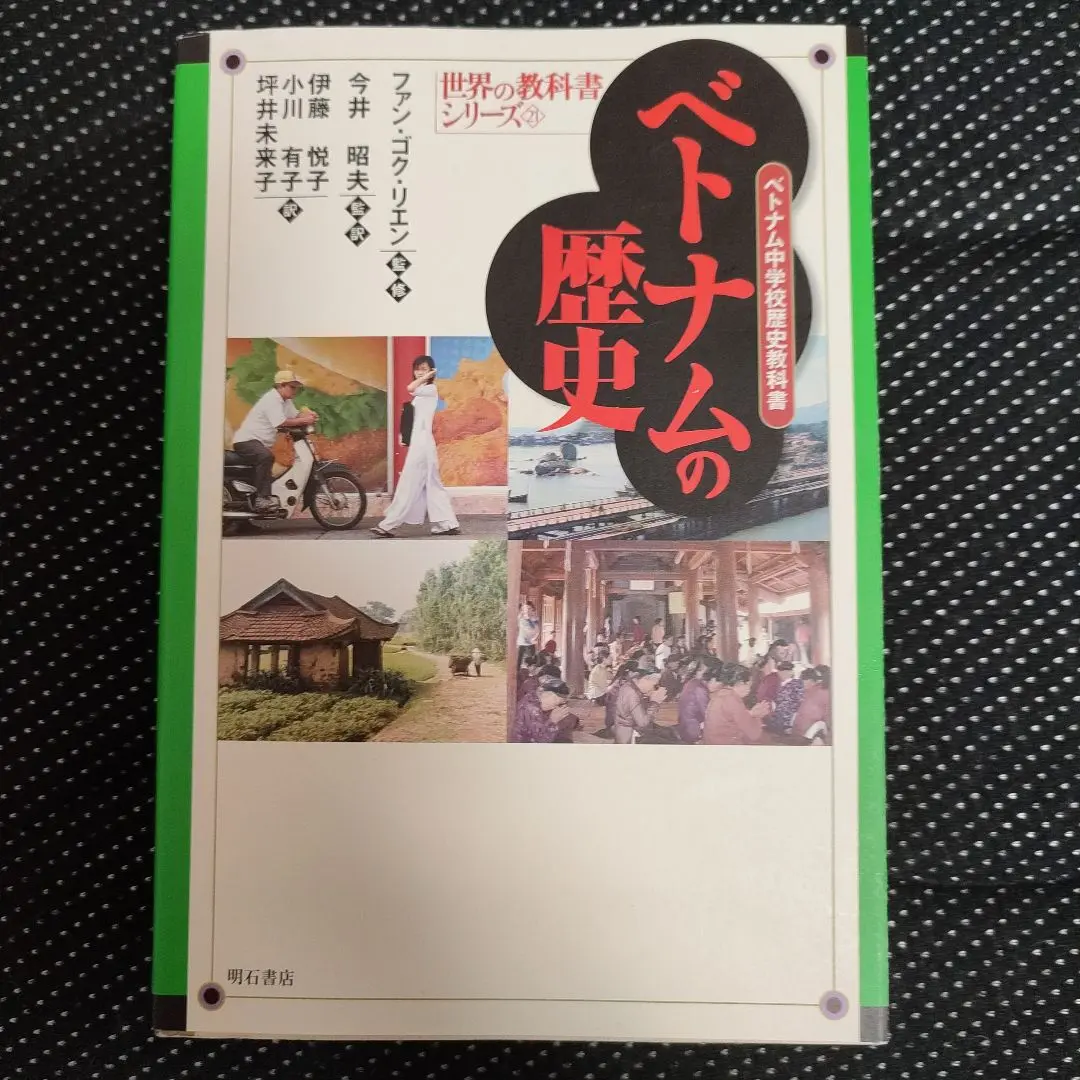 ベトナム中学校歴史教科書
ベトナムの
歴史
世界の教科書
シリーズ21
ファン・ゴク・リエン 監・修
今井 昭夫 監・訳
伊藤 悦子
小川 有子
坪井未来子
訳
明石書店